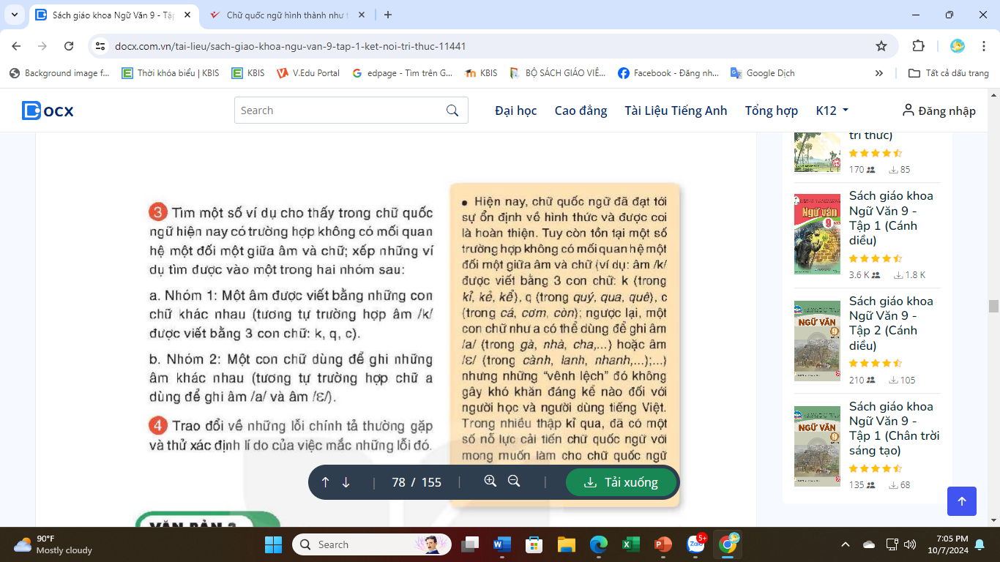 Sách giáo khoa Ngữ Văn 9 - Tập
Chữ quốc ngữ hình thành như t
docx.com.vn/tai-lieu/sach-giao-khoa-ngu-van-9-tap-1-ket-noi-tri-thuc-11441
Background image f...
Thời khóa biểu | KBIS
KBIS
V.Edu Portal
edpage - Tìm trên G...
KBIS
BỘ SÁCH GIÁO VIÊ...
Facebook - Đăng nh...
Google Dịch
Tất cả dấu trang
DOCX
Search
Đại học
Cao đẳng
Tài Liệu Tiếng Anh
Tổng hợp
K12
Đăng nhập
3 Tìm một số ví dụ cho thấy trong chữ quốc
ngữ hiện nay có trường hợp không có mối quan
hệ một đối một giữa âm và chữ; xếp những ví
dụ tìm được vào một trong hai nhóm sau:
a. Nhóm 1: Một âm được viết bằng những con
chữ khác nhau (tương tự trường hợp âm /k/
được viết bằng 3 con chữ: k, q, c).
b. Nhóm 2: Một con chữ dùng để ghi những
âm khác nhau (tương tự trường hợp chữ a
dùng để ghi âm /a/ và âm /ɛ/).
4 Trao đổi về những lỗi chính tả thường gặp
và thử xác định lí do của việc mắc những lỗi đó.
VĂN BẢN 2
• Hiện nay, chữ quốc ngữ đã đạt tới
sự ổn định về hình thức và được coi
là hoàn thiện. Tuy còn tồn tại một số
trường hợp không có mối quan hệ một
đối một giữa âm và chữ (ví dụ: âm /k/
được viết bằng 3 con chữ: k (trong
kỉ, kẻ, kể), q (trong quý, qua, quê), c
(trong cá, cơm, còn); ngược lại, một
con chữ như a có thể dùng để ghi âm
/a/ (trong gà, nhà, cha,...) hoặc âm
/ɛ/ (trong cành, lanh, nhanh,...);...)
nhưng những “vênh lệch” đó không
gây khó khăn đáng kể nào đối với
người học và người dùng tiếng Việt.
Trong nhiều thập kỉ qua, đã có một
số nỗ lực cải tiến chữ quốc ngữ với
mong muốn làm cho chữ quốc ngữ
78 / 155
Tải xuống
tri thức)
170
85
Sách giáo khoa
Ngữ Văn 9 -
Tập 1 (Cánh
diều)
3.6 K
1.8 K
Sách giáo khoa
Ngữ Văn 9 -
Tập 2 (Cánh
diều)
210
105
Sách giáo khoa
Ngữ Văn 9 -
Tập 1 (Chân trời
sáng tạo)
135
68
Ngữ văn
9
NGỮ VĂN
9
NGỮ VĂN
9
90°F
Mostly cloudy
Search
Zalo
5+
7:05 PM
10/7/2024